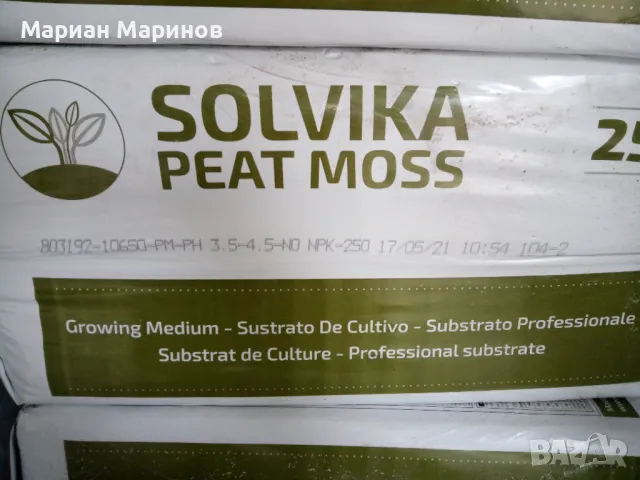 Мариан Маринов
SOLVIKA
PEAT MOSS
25
803192-10650-PM-PH 3.5-4.5-NO NPK-250 17/05/21 10:54 104-2
Growing Medium - Sustrato De Cultivo - Substrato Professionale
Substrat de Culture - Professional substrate
BAZAR